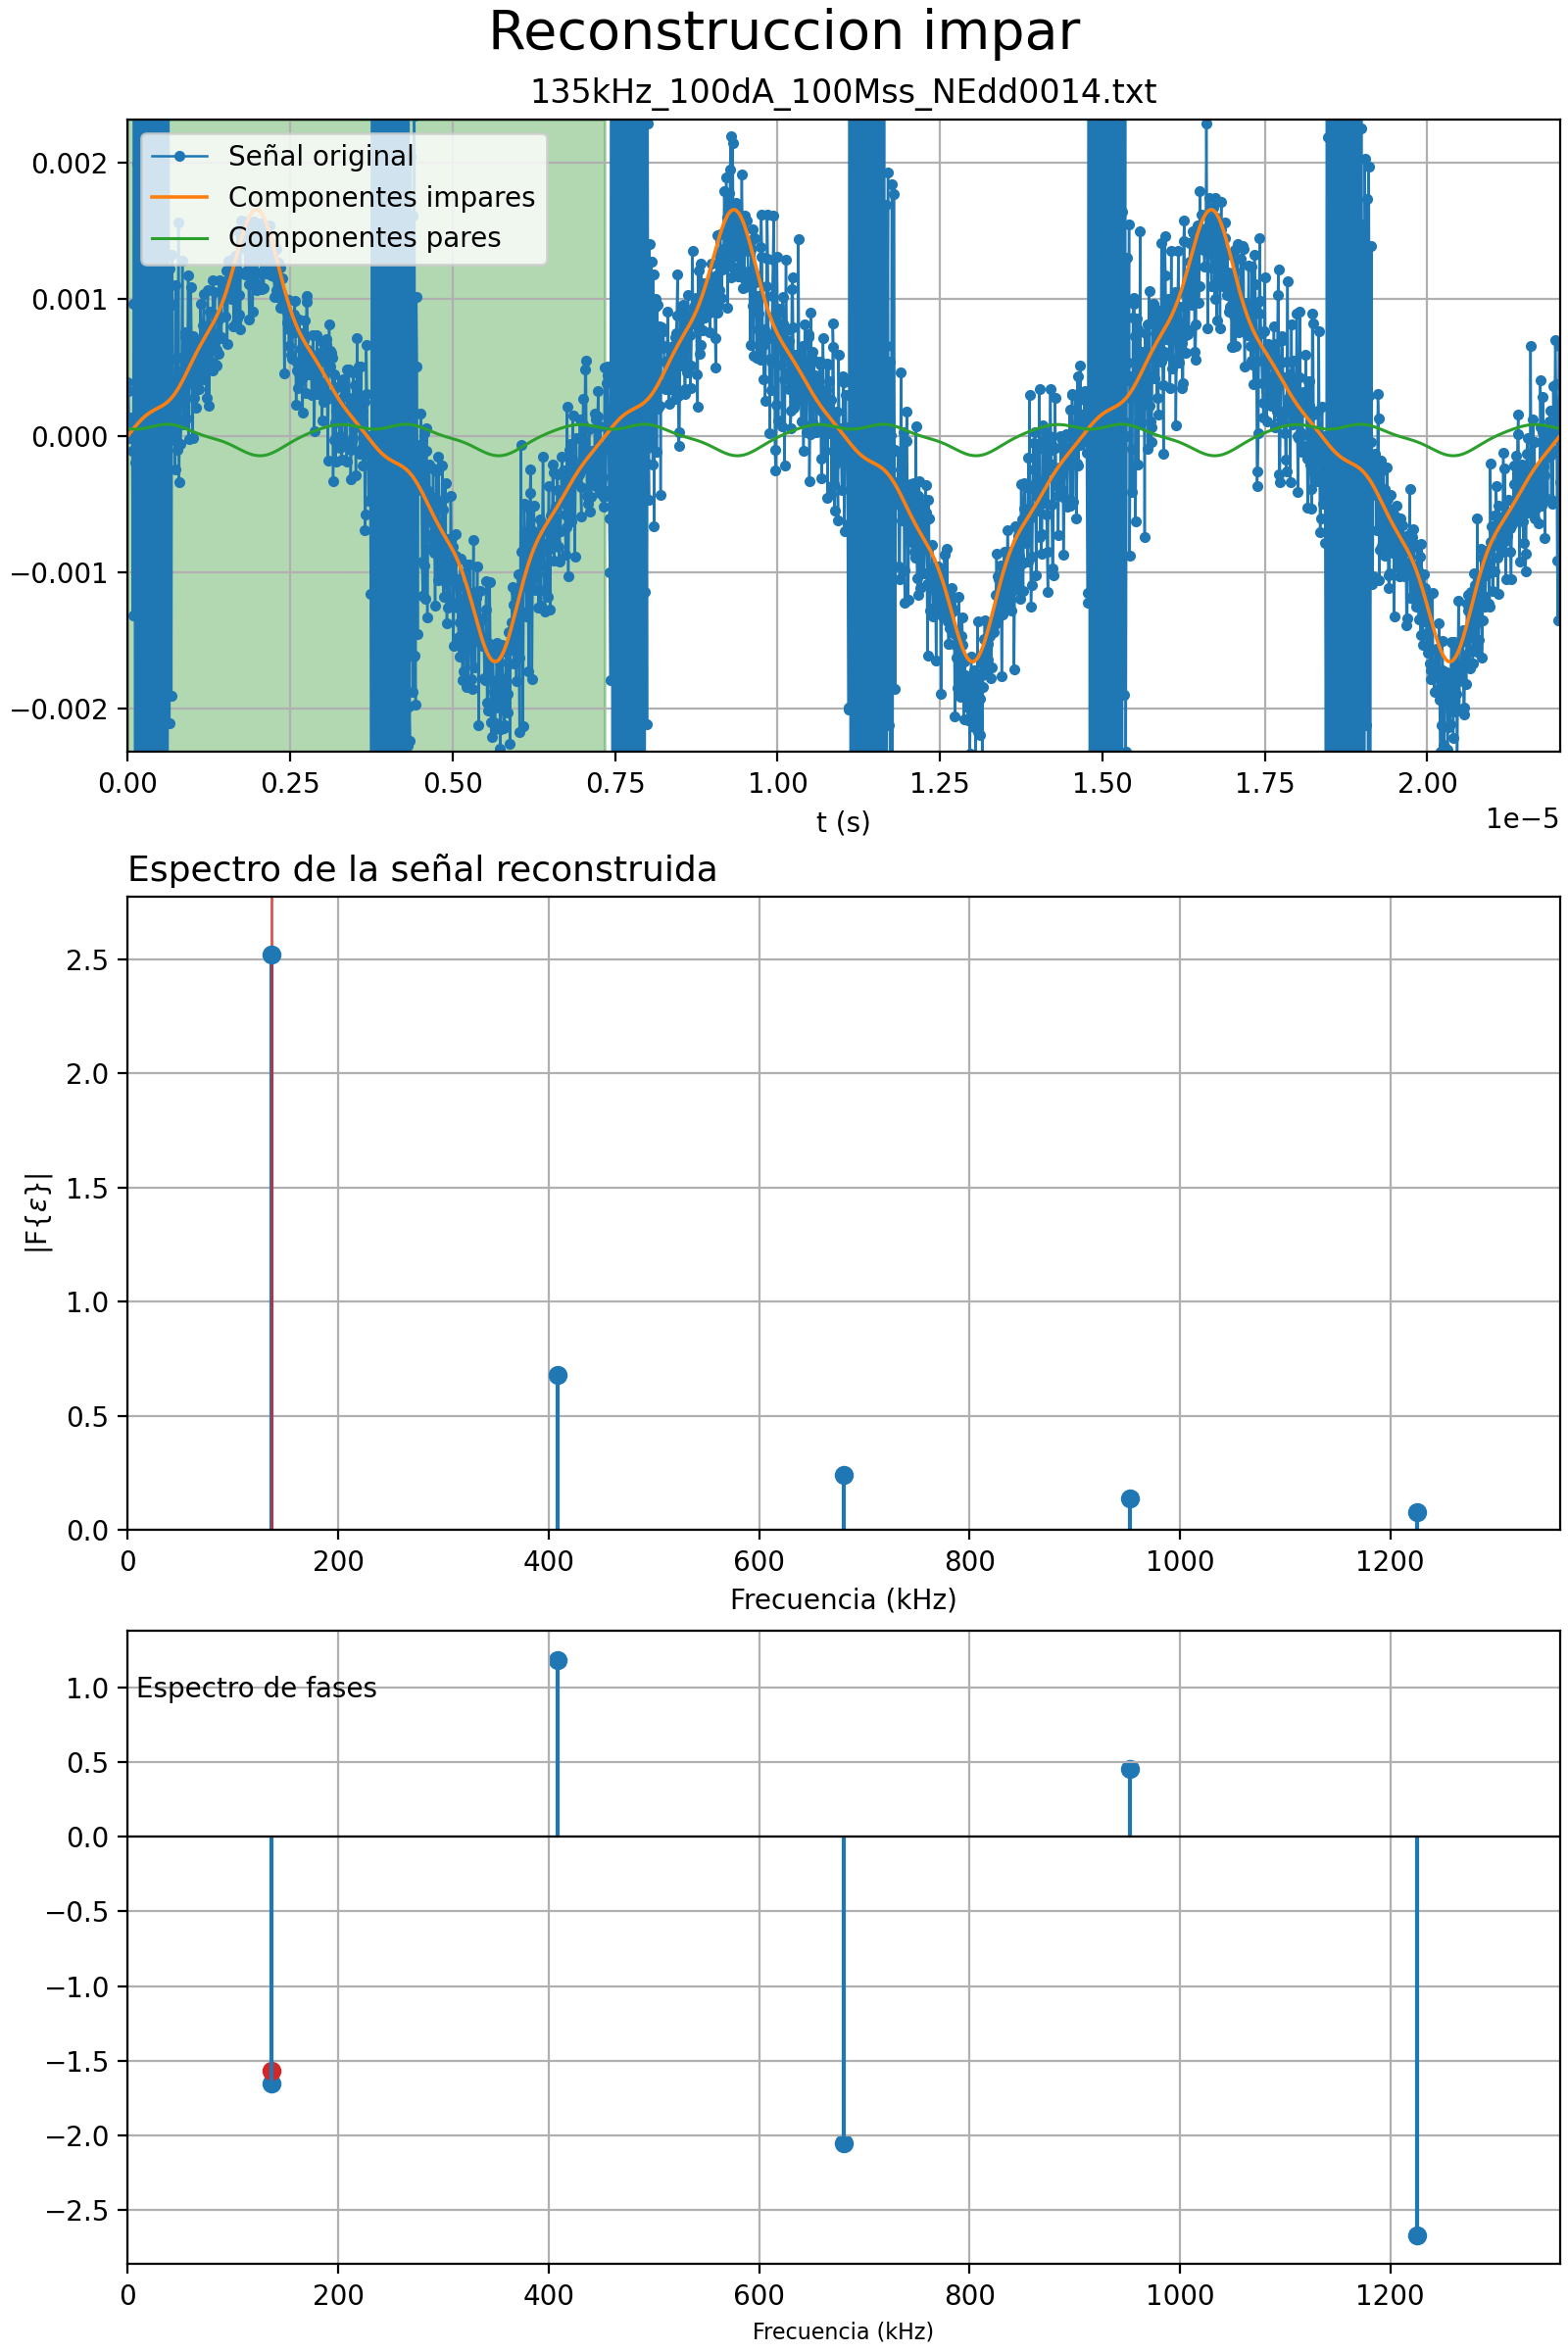 Reconstruccion impar
135kHz_100dA_100Mss_NEdd0014.txt
Señal original
Componentes impares
Componentes pares
0.002
0.001
0.000
−0.001
−0.002
0.00 0.25 0.50 0.75 1.00 1.25 1.50 1.75 2.00
1e−5
t (s)
Espectro de la señal reconstruida
|F{ε}|
2.5
2.0
1.5
1.0
0.5
0.0
0 200 400 600 800 1000 1200
Frecuencia (kHz)
Espectro de fases
1.0
0.5
0.0
−0.5
−1.0
−1.5
−2.0
−2.5
0 200 400 600 800 1000 1200
Frecuencia (kHz)